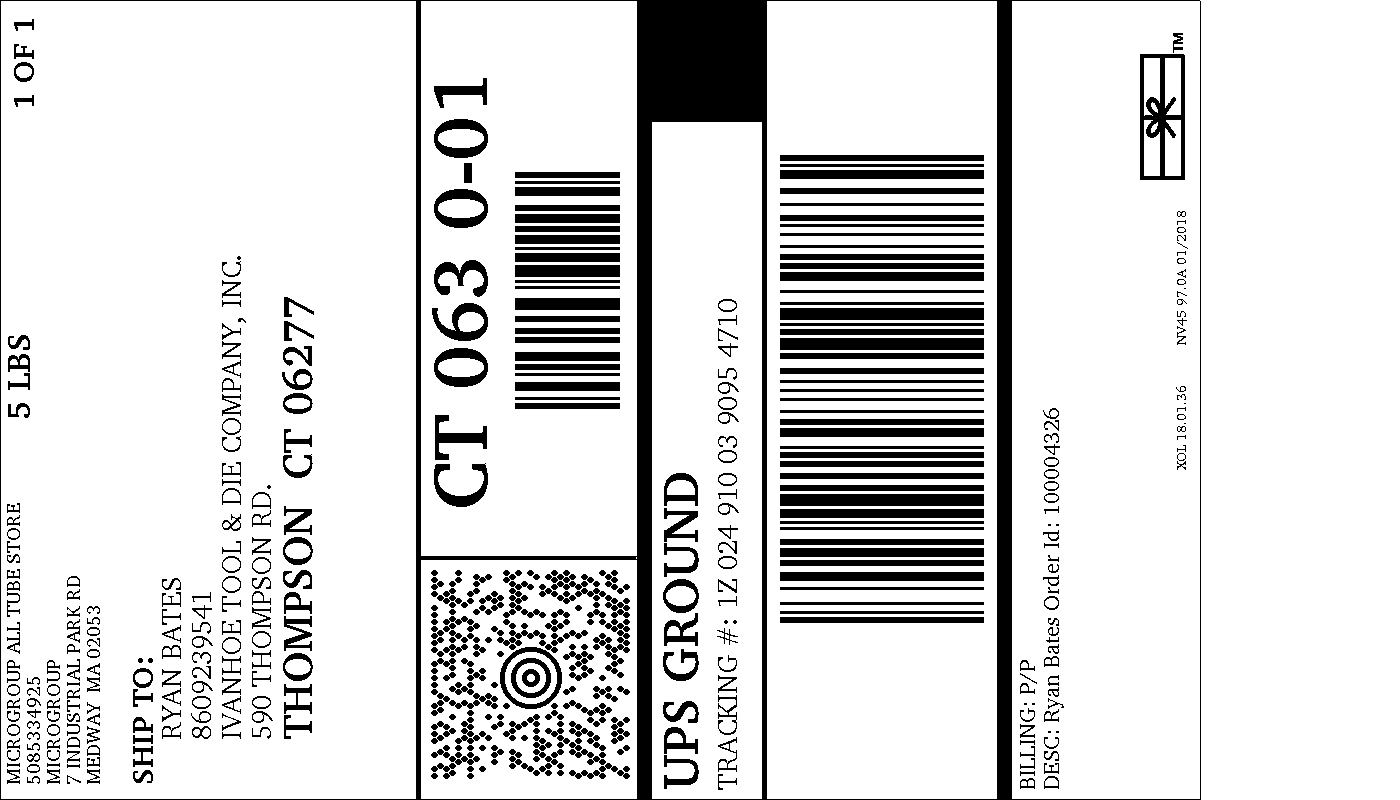 MICROGROUP ALL TUBE STORE
5085334925
MICROGROUP
7 INDUSTRIAL PARK RD
MEDWAY MA 02053
5 LBS
1 OF 1
SHIP TO:
RYAN BATES
8609239541
IVANHOE TOOL & DIE COMPANY, INC.
590 THOMPSON RD.
THOMPSON CT 06277
CT 063 0-01
UPS GROUND
TRACKING #: 1Z 024 910 03 9095 4710
BILLING: P/P
DESC: Ryan Bates Order Id: 100004326
XOL 18.01.36 NV45 97.0A 01/2018
TM